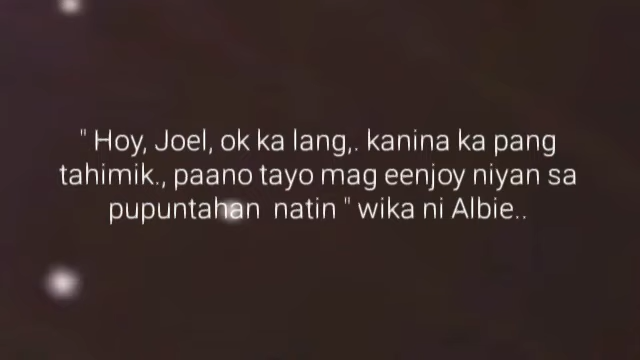 " Hoy, Joel, ok ka lang,. kanina ka pang
tahimik., paano tayo mag eenjoy niyan sa
pupuntahan  natin " wika ni Albie..